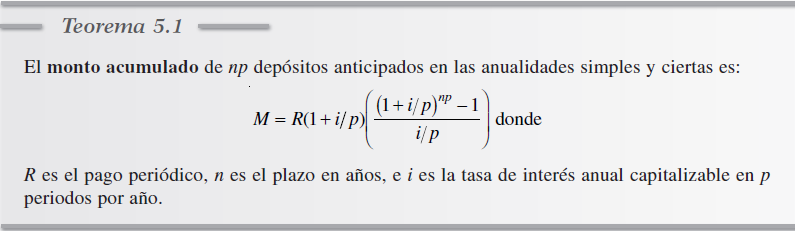 Teorema 5.1
El monto acumulado de np depósitos anticipados en las anualidades simples y ciertas es:
M = R(1 + i/p)(((1 + i/p)^np − 1)/(i/p)) donde
R es el pago periódico, n es el plazo en años, e i es la tasa de interés anual capitalizable en p
periodos por año.